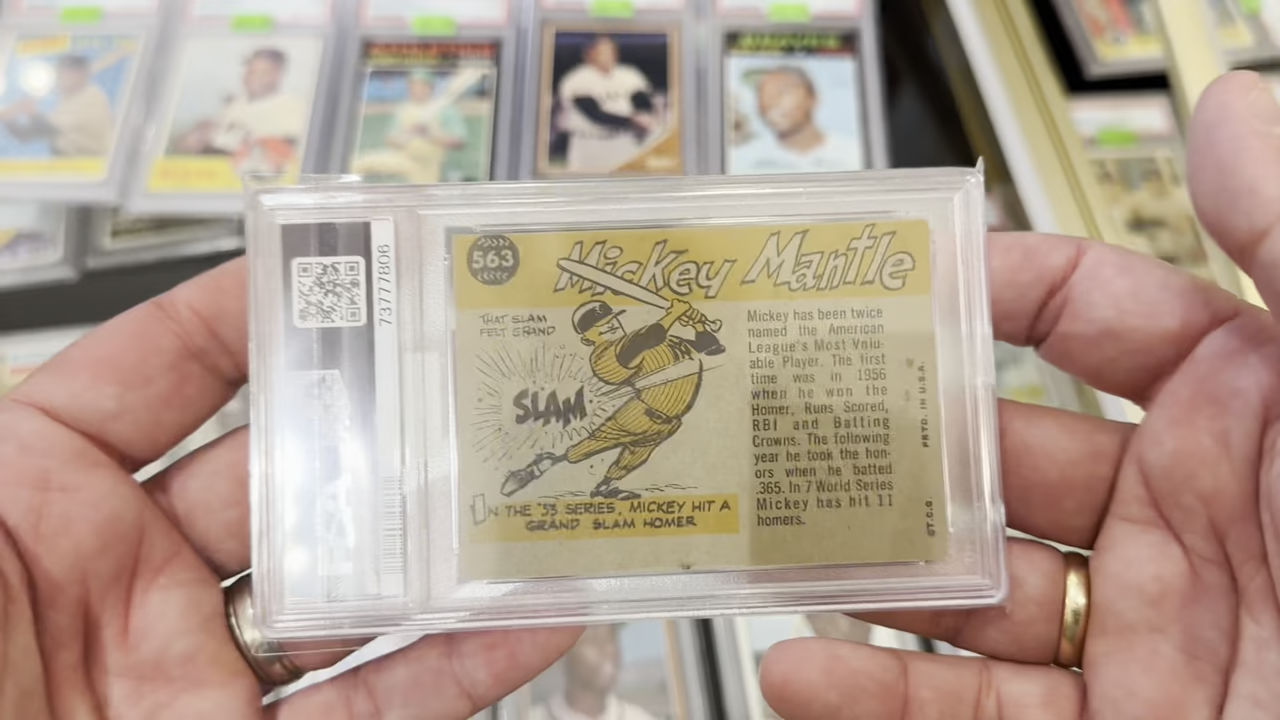 73777806
563
Mickey Mantle
THAT SLAM
FELT GRAND
SLAM
IN THE '53 SERIES, MICKEY HIT A
GRAND SLAM HOMER
Mickey has been twice
named the American
League's Most Valu-
able Player. The first
time was in 1956
when he won the
Homer, Runs Scored,
RBI and Batting
Crowns. The following
year he took the hon-
ors when he batted
.365. In 7 World Series
Mickey has hit 11
homers.
©T.C.G. PRTD. IN U.S.A.